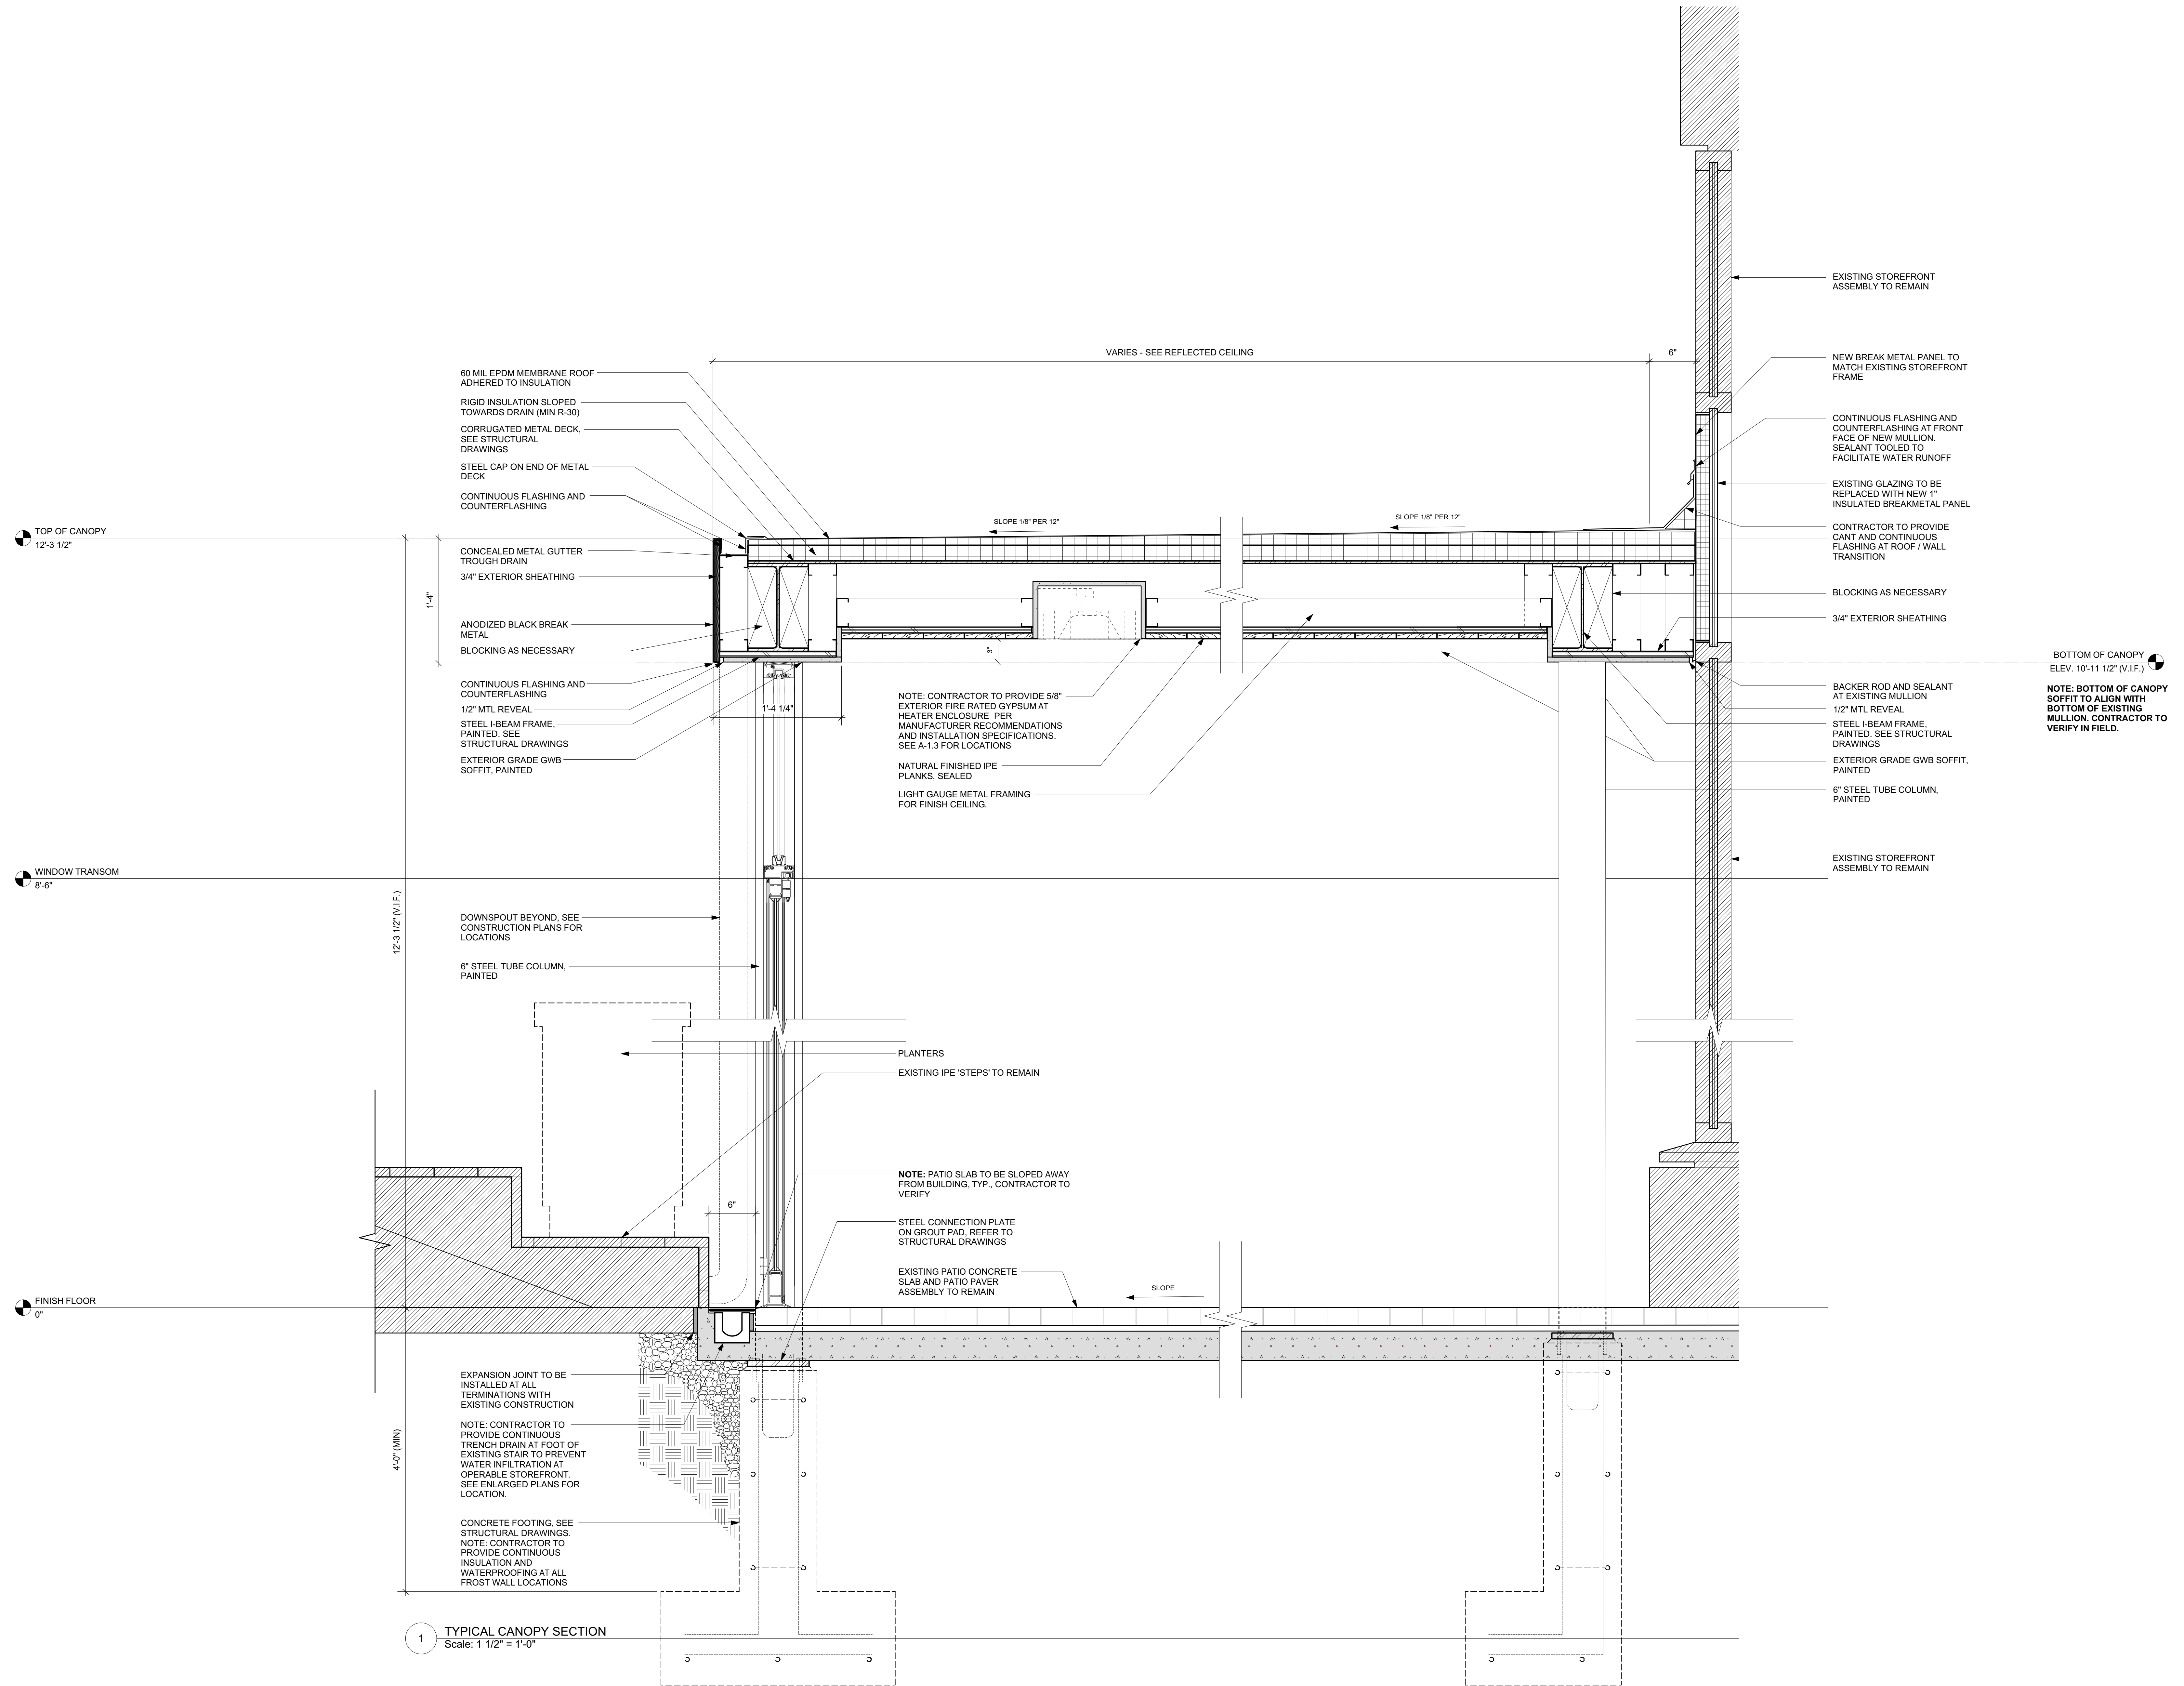 VARIES - SEE REFLECTED CEILING
6"
60 MIL EPDM MEMBRANE ROOF
ADHERED TO INSULATION
RIGID INSULATION SLOPED
TOWARDS DRAIN (MIN R-30)
CORRUGATED METAL DECK,
SEE STRUCTURAL
DRAWINGS
STEEL CAP ON END OF METAL
DECK
CONTINUOUS FLASHING AND
COUNTERFLASHING
SLOPE 1/8" PER 12"
SLOPE 1/8" PER 12"
TOP OF CANOPY
12'-3 1/2"
CONCEALED METAL GUTTER
TROUGH DRAIN
3/4" EXTERIOR SHEATHING
1'-4"
ANODIZED BLACK BREAK
METAL
BLOCKING AS NECESSARY
CONTINUOUS FLASHING AND
COUNTERFLASHING
1/2" MTL REVEAL
STEEL I-BEAM FRAME,
PAINTED. SEE
STRUCTURAL DRAWINGS
EXTERIOR GRADE GWB
SOFFIT, PAINTED
1'-4 1/4"
3"
NOTE: CONTRACTOR TO PROVIDE 5/8"
EXTERIOR FIRE RATED GYPSUM AT
HEATER ENCLOSURE PER
MANUFACTURER RECOMMENDATIONS
AND INSTALLATION SPECIFICATIONS.
SEE A-1.3 FOR LOCATIONS
NATURAL FINISHED IPE
PLANKS, SEALED
LIGHT GAUGE METAL FRAMING
FOR FINISH CEILING.
EXISTING STOREFRONT
ASSEMBLY TO REMAIN
NEW BREAK METAL PANEL TO
MATCH EXISTING STOREFRONT
FRAME
CONTINUOUS FLASHING AND
COUNTERFLASHING AT FRONT
FACE OF NEW MULLION.
SEALANT TOOLED TO
FACILITATE WATER RUNOFF
EXISTING GLAZING TO BE
REPLACED WITH NEW 1"
INSULATED BREAKMETAL PANEL
CONTRACTOR TO PROVIDE
CANT AND CONTINUOUS
FLASHING AT ROOF / WALL
TRANSITION
BLOCKING AS NECESSARY
3/4" EXTERIOR SHEATHING
BOTTOM OF CANOPY
ELEV. 10'-11 1/2" (V.I.F.)
NOTE: BOTTOM OF CANOPY
SOFFIT TO ALIGN WITH
BOTTOM OF EXISTING
MULLION. CONTRACTOR TO
VERIFY IN FIELD.
BACKER ROD AND SEALANT
AT EXISTING MULLION
1/2" MTL REVEAL
STEEL I-BEAM FRAME,
PAINTED. SEE STRUCTURAL
DRAWINGS
EXTERIOR GRADE GWB SOFFIT,
PAINTED
6" STEEL TUBE COLUMN,
PAINTED
EXISTING STOREFRONT
ASSEMBLY TO REMAIN
WINDOW TRANSOM
8'-6"
12'-3 1/2" (V.I.F.)
DOWNSPOUT BEYOND, SEE
CONSTRUCTION PLANS FOR
LOCATIONS
6" STEEL TUBE COLUMN,
PAINTED
PLANTERS
EXISTING IPE 'STEPS' TO REMAIN
NOTE: PATIO SLAB TO BE SLOPED AWAY
FROM BUILDING, TYP., CONTRACTOR TO
VERIFY
6"
STEEL CONNECTION PLATE
ON GROUT PAD, REFER TO
STRUCTURAL DRAWINGS
EXISTING PATIO CONCRETE
SLAB AND PATIO PAVER
ASSEMBLY TO REMAIN
SLOPE
FINISH FLOOR
0"
EXPANSION JOINT TO BE
INSTALLED AT ALL
TERMINATIONS WITH
EXISTING CONSTRUCTION
NOTE: CONTRACTOR TO
PROVIDE CONTINUOUS
TRENCH DRAIN AT FOOT OF
EXISTING STAIR TO PREVENT
WATER INFILTRATION AT
OPERABLE STOREFRONT.
SEE ENLARGED PLANS FOR
LOCATION.
4'-0" (MIN)
CONCRETE FOOTING, SEE
STRUCTURAL DRAWINGS.
NOTE: CONTRACTOR TO
PROVIDE CONTINUOUS
INSULATION AND
WATERPROOFING AT ALL
FROST WALL LOCATIONS
1
TYPICAL CANOPY SECTION
Scale: 1 1/2" = 1'-0"